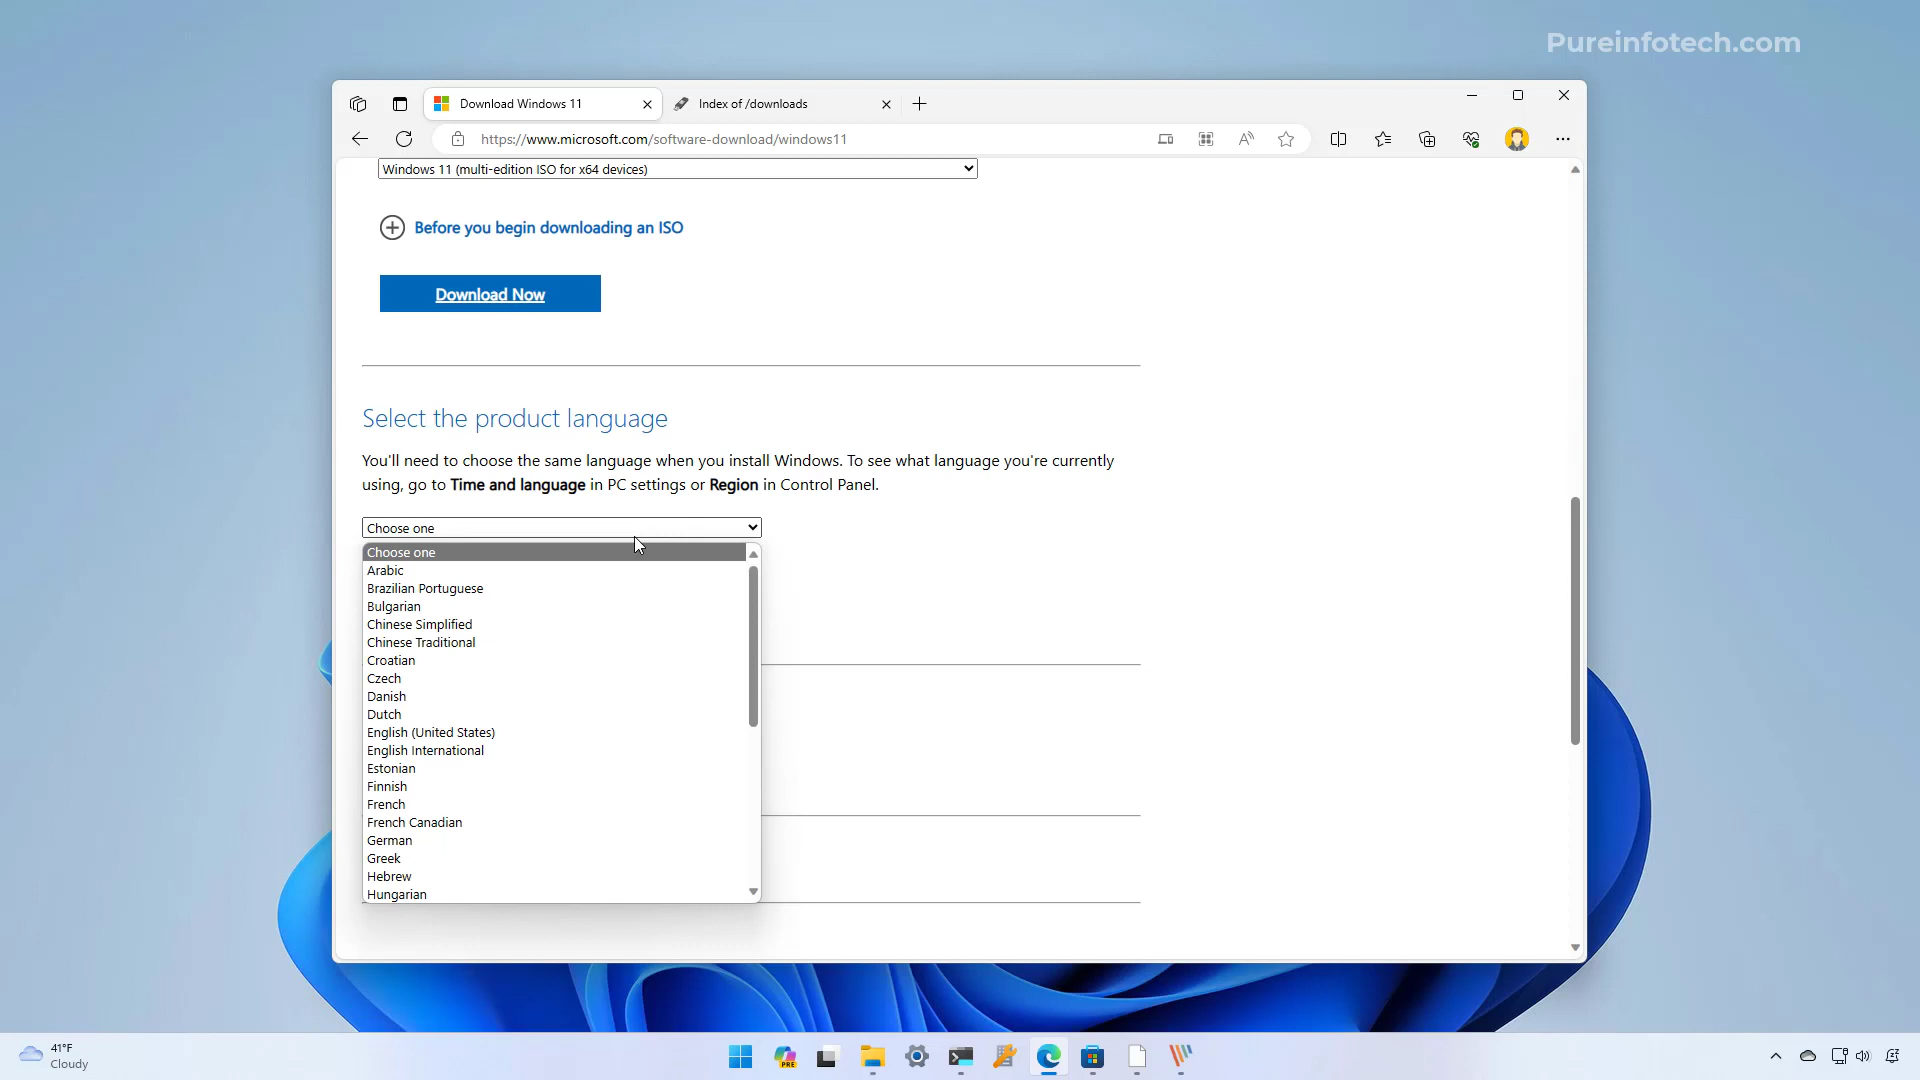 Pureinfotech.com
Download Windows 11
Index of /downloads
https://www.microsoft.com/software-download/windows11
Windows 11 (multi-edition ISO for x64 devices)
Before you begin downloading an ISO
Download Now
Select the product language
You'll need to choose the same language when you install Windows. To see what language you're currently
using, go to Time and language in PC settings or Region in Control Panel.
Choose one
Choose one
Arabic
Brazilian Portuguese
Bulgarian
Chinese Simplified
Chinese Traditional
Croatian
Czech
Danish
Dutch
English (United States)
English International
Estonian
Finnish
French
French Canadian
German
Greek
Hebrew
Hungarian
41°F
Cloudy
PRE